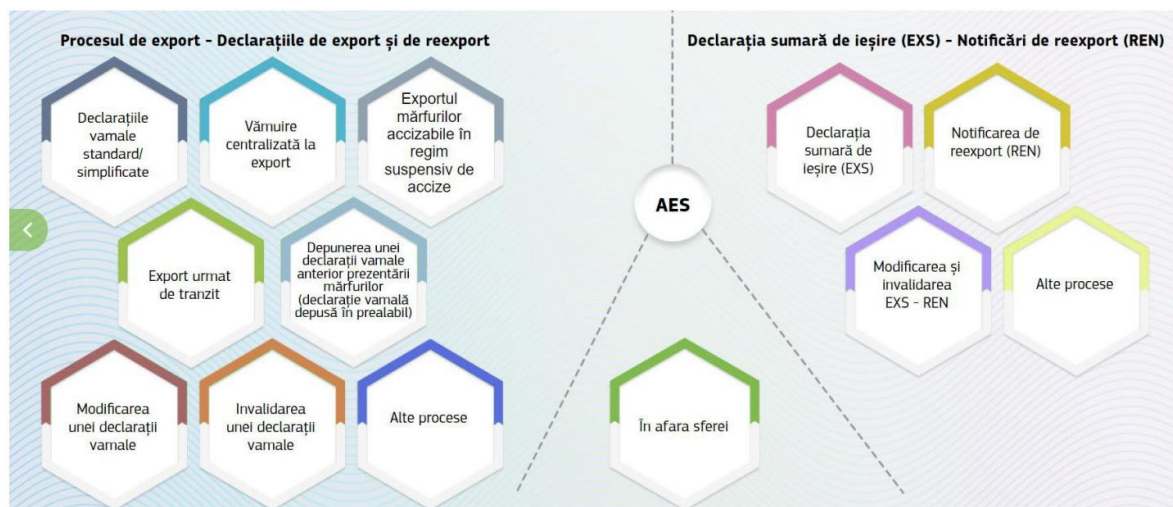 Procesul de export - Declarațiile de export și de reexport
Declarațiile
vamale
standard/
simplificate
Vămuire
centralizată la
export
Exportul
mărfurilor
accizabile în
regim
suspensiv de
accize
Export urmat
de tranzit
Depunerea unei
declarații vamale
anterior prezentării
mărfurilor
(declarație vamală
depusă în prealabil)
Modificarea
unei declarații
vamale
Invalidarea
unei declarații
vamale
Alte procese
AES
În afara sferei
Declarația sumară de ieșire (EXS) - Notificări de reexport (REN)
Declarația
sumară de
ieșire (EXS)
Notificarea de
reexport (REN)
Modificarea și
invalidarea
EXS - REN
Alte procese